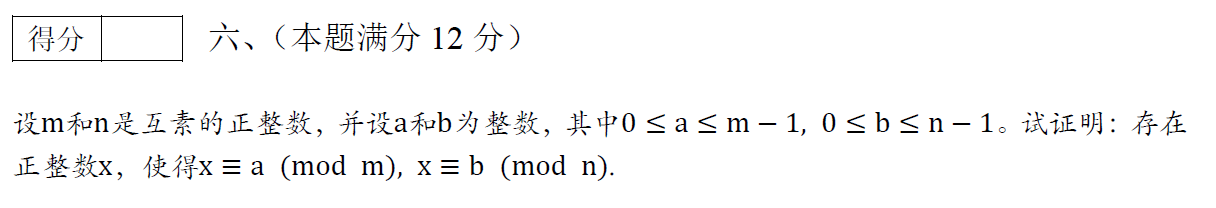 得分 六、（本题满分 12 分）
设m和n是互素的正整数，并设a和b为整数，其中0 ≤ a ≤ m − 1, 0 ≤ b ≤ n − 1。试证明：存在
正整数x，使得x ≡ a (mod m), x ≡ b (mod n).